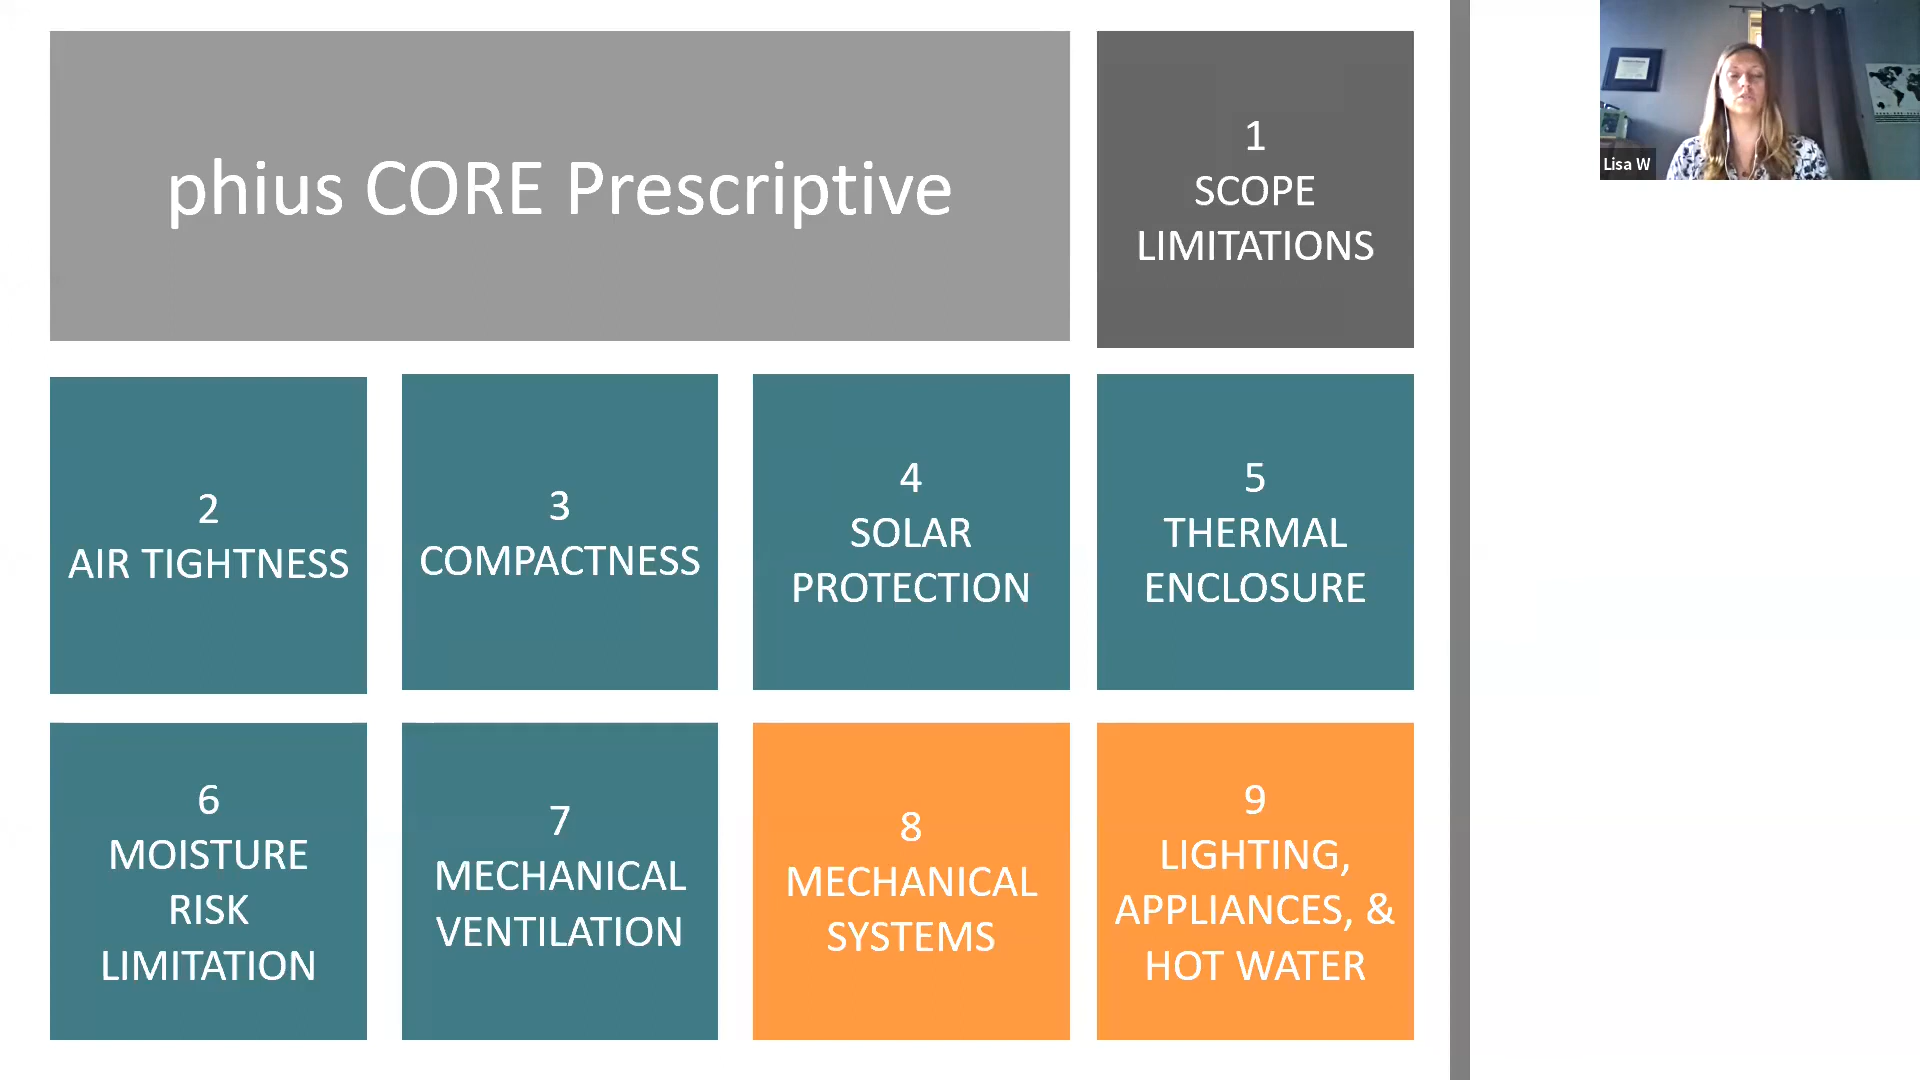 phius CORE Prescriptive
1
SCOPE
LIMITATIONS
Lisa W
2
AIR TIGHTNESS
3
COMPACTNESS
4
SOLAR
PROTECTION
5
THERMAL
ENCLOSURE
6
MOISTURE
RISK
LIMITATION
7
MECHANICAL
VENTILATION
8
MECHANICAL
SYSTEMS
9
LIGHTING,
APPLIANCES, &
HOT WATER